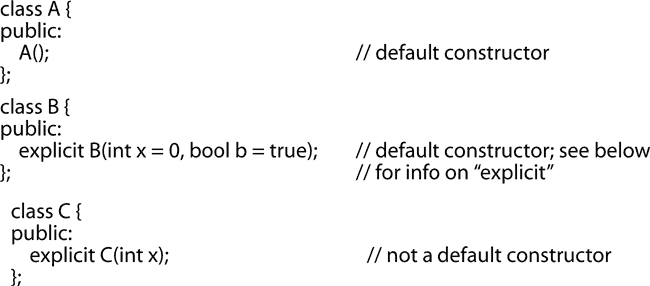 class A {
public:
A(); // default constructor
};
class B {
public:
explicit B(int x = 0, bool b = true); // default constructor; see below
}; // for info on “explicit”
class C {
public:
explicit C(int x); // not a default constructor
};